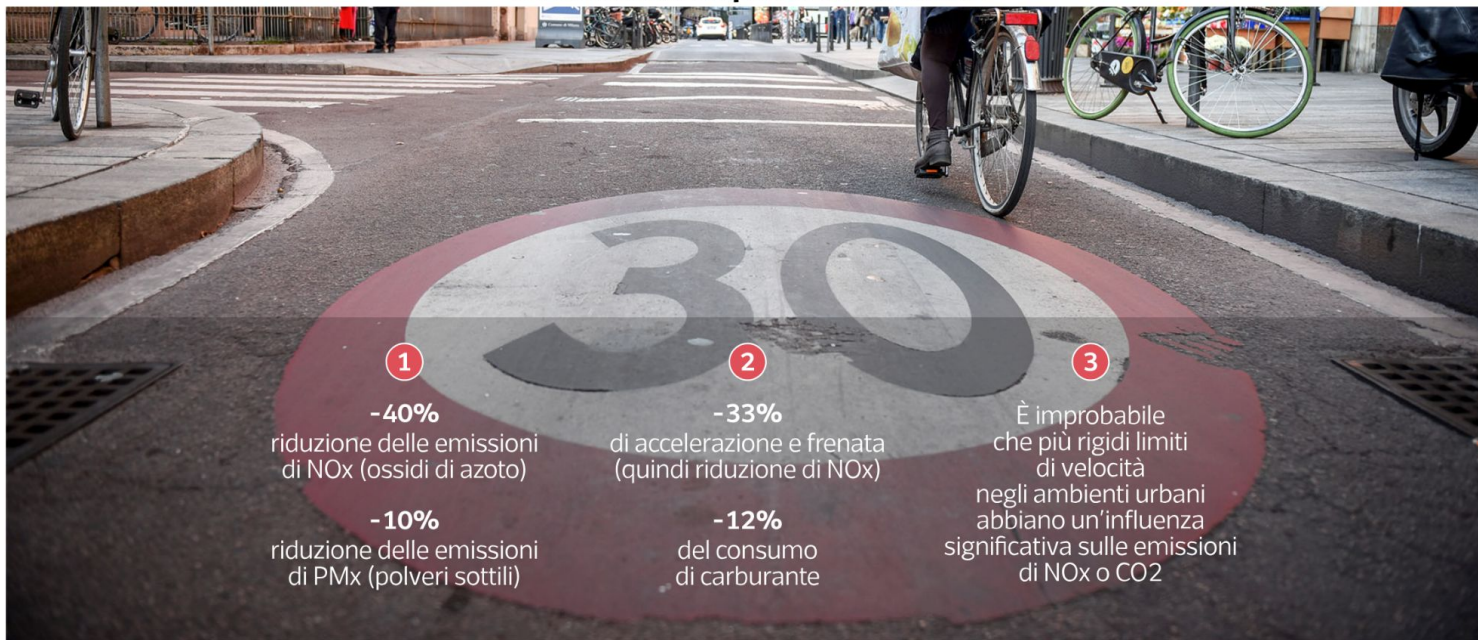 30
1
-40%
riduzione delle emissioni
di NOx (ossidi di azoto)
-10%
riduzione delle emissioni
di PMx (polveri sottili)
2
-33%
di accelerazione e frenata
(quindi riduzione di NOx)
-12%
del consumo
di carburante
3
È improbabile
che più rigidi limiti
di velocità
negli ambienti urbani
abbiano un'influenza
significativa sulle emissioni
di NOx o CO2